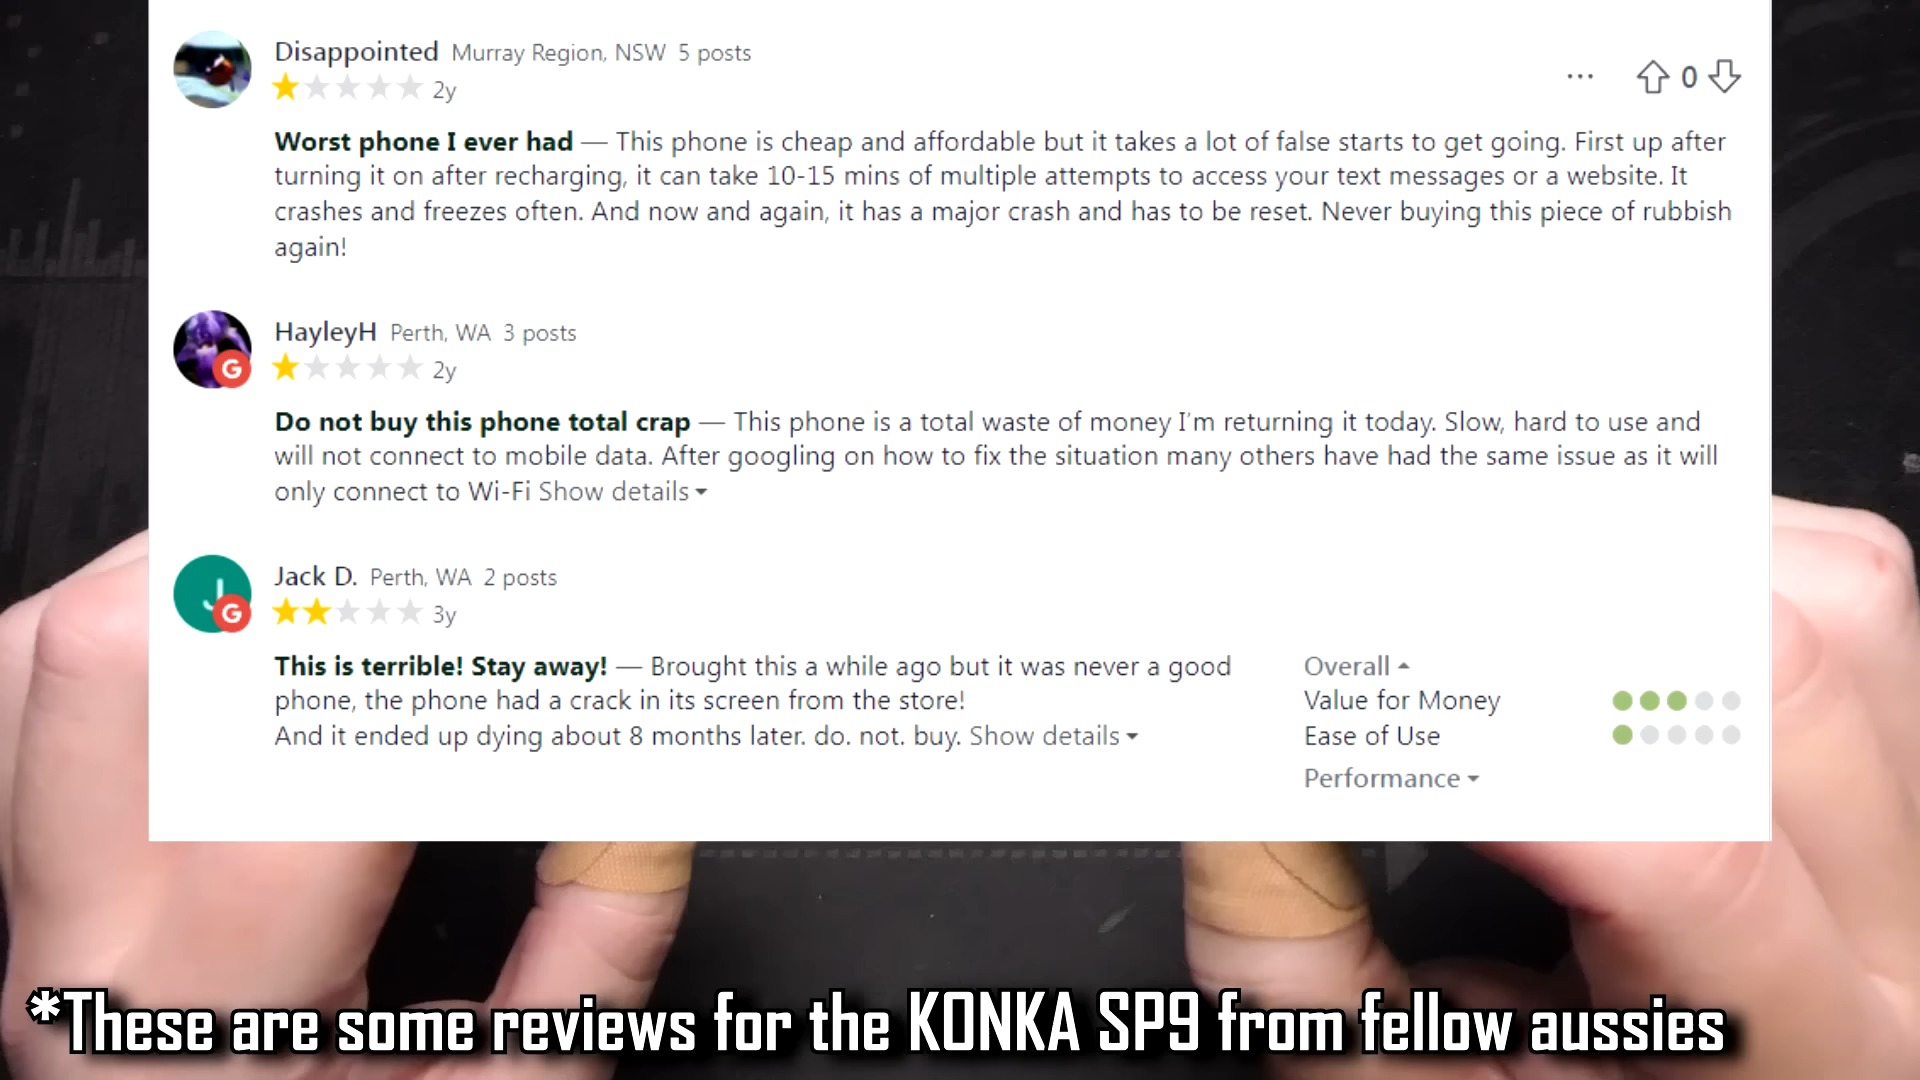 Disappointed Murray Region, NSW 5 posts
2y
... 0
Worst phone I ever had — This phone is cheap and affordable but it takes a lot of false starts to get going. First up after
turning it on after recharging, it can take 10-15 mins of multiple attempts to access your text messages or a website. It
crashes and freezes often. And now and again, it has a major crash and has to be reset. Never buying this piece of rubbish
again!
HayleyH Perth, WA 3 posts
G
2y
Do not buy this phone total crap — This phone is a total waste of money I'm returning it today. Slow, hard to use and
will not connect to mobile data. After googling on how to fix the situation many others have had the same issue as it will
only connect to Wi-Fi Show details
J
G
Jack D. Perth, WA 2 posts
3y
This is terrible! Stay away! — Brought this a while ago but it was never a good
phone, the phone had a crack in its screen from the store!
And it ended up dying about 8 months later. do. not. buy. Show details
Overall
Value for Money
Ease of Use
Performance
*These are some reviews for the KONKA SP9 from fellow aussies